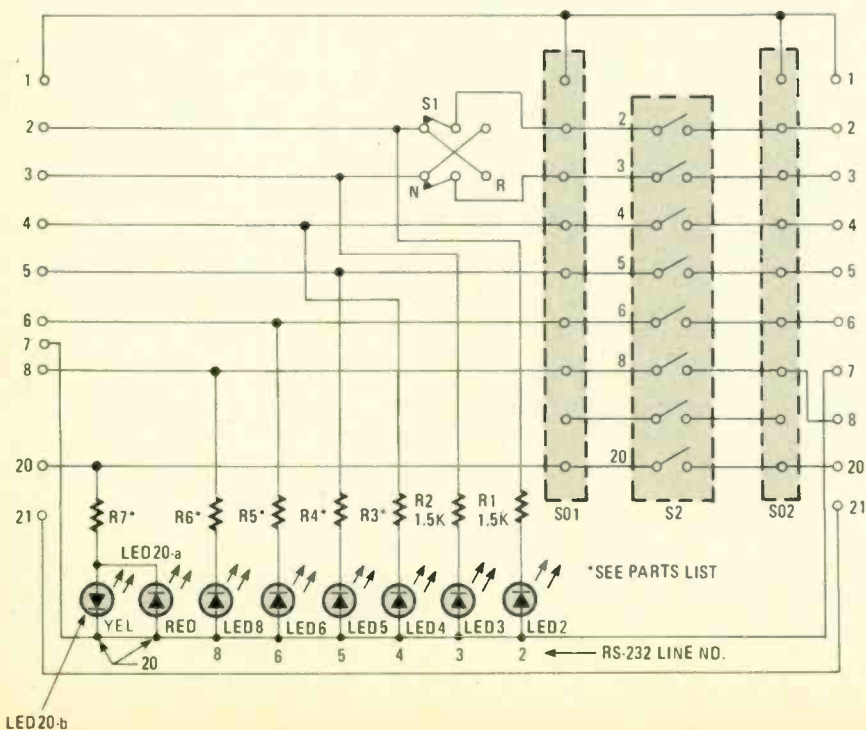 1
2
3
4
5
6
7
8
20
21
S1
N
R
2
3
4
5
6
8
20
S01
S2
S02
1
2
3
4
5
6
7
8
20
21
R7*
R6*
R5*
R4*
R3*
R2
1.5K
R1
1.5K
*SEE PARTS LIST
LED20-a
YEL
RED
LED8
LED6
LED5
LED4
LED3
LED2
20
8
6
5
4
3
2
RS-232 LINE NO.
LED20-b